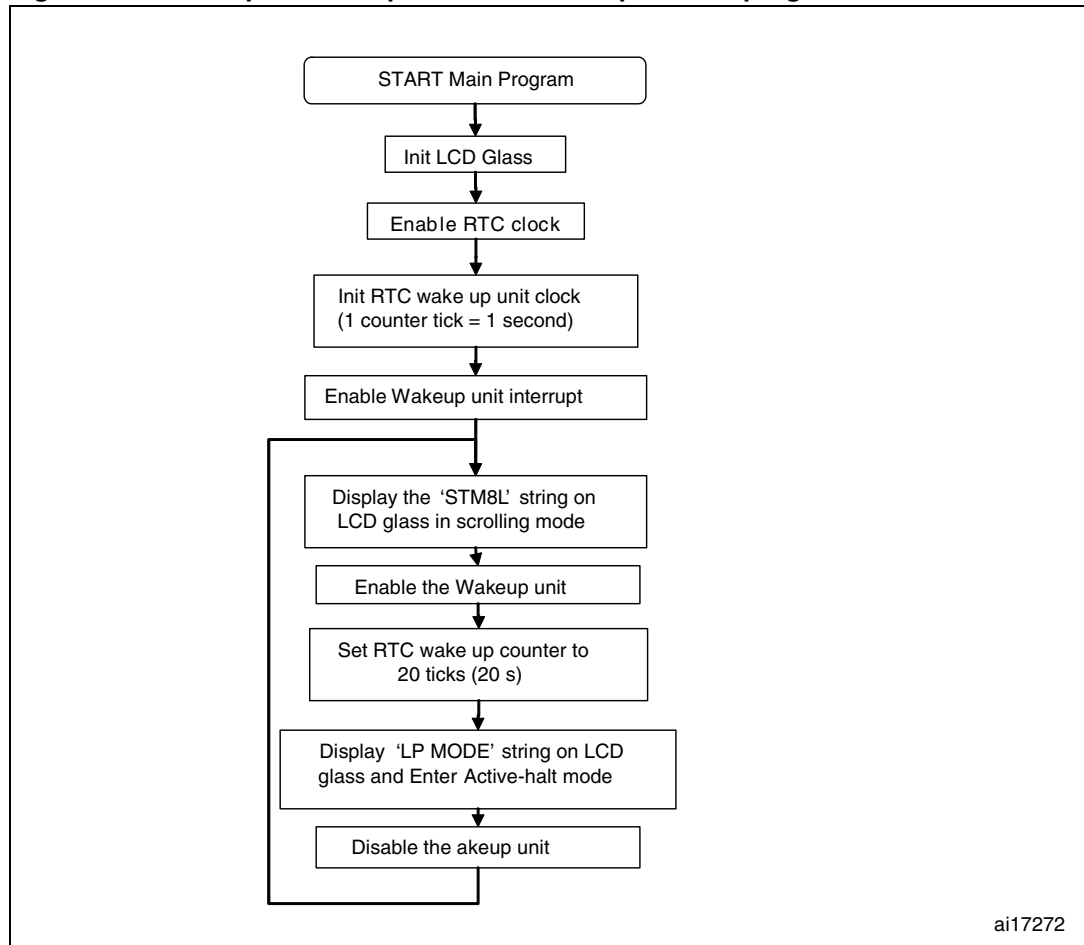 START Main Program
Init LCD Glass
Enable RTC clock
Init RTC wake up unit clock
(1 counter tick = 1 second)
Enable Wakeup unit interrupt
Display the ‘STM8L’ string on
LCD glass in scrolling mode
Enable the Wakeup unit
Set RTC wake up counter to
20 ticks (20 s)
Display ‘LP MODE’ string on LCD
glass and Enter Active-halt mode
Disable the akeup unit
ai17272